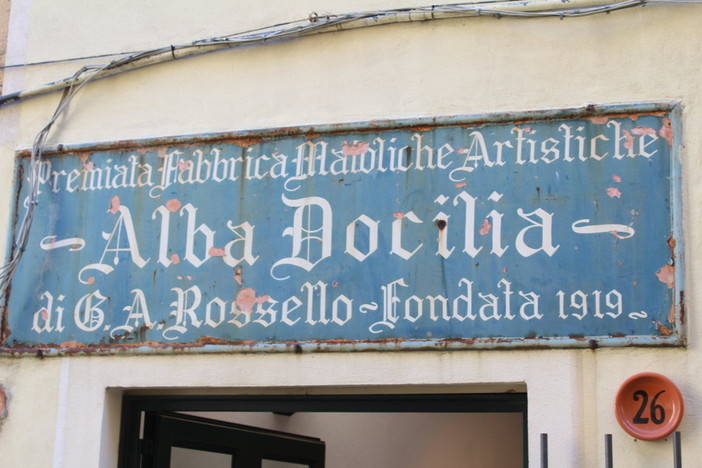 Premiata Fabbrica Maioliche Artistiche
~ Alba Docilia ~
di G. A. Rossello ~ Fondata 1919 ~
26